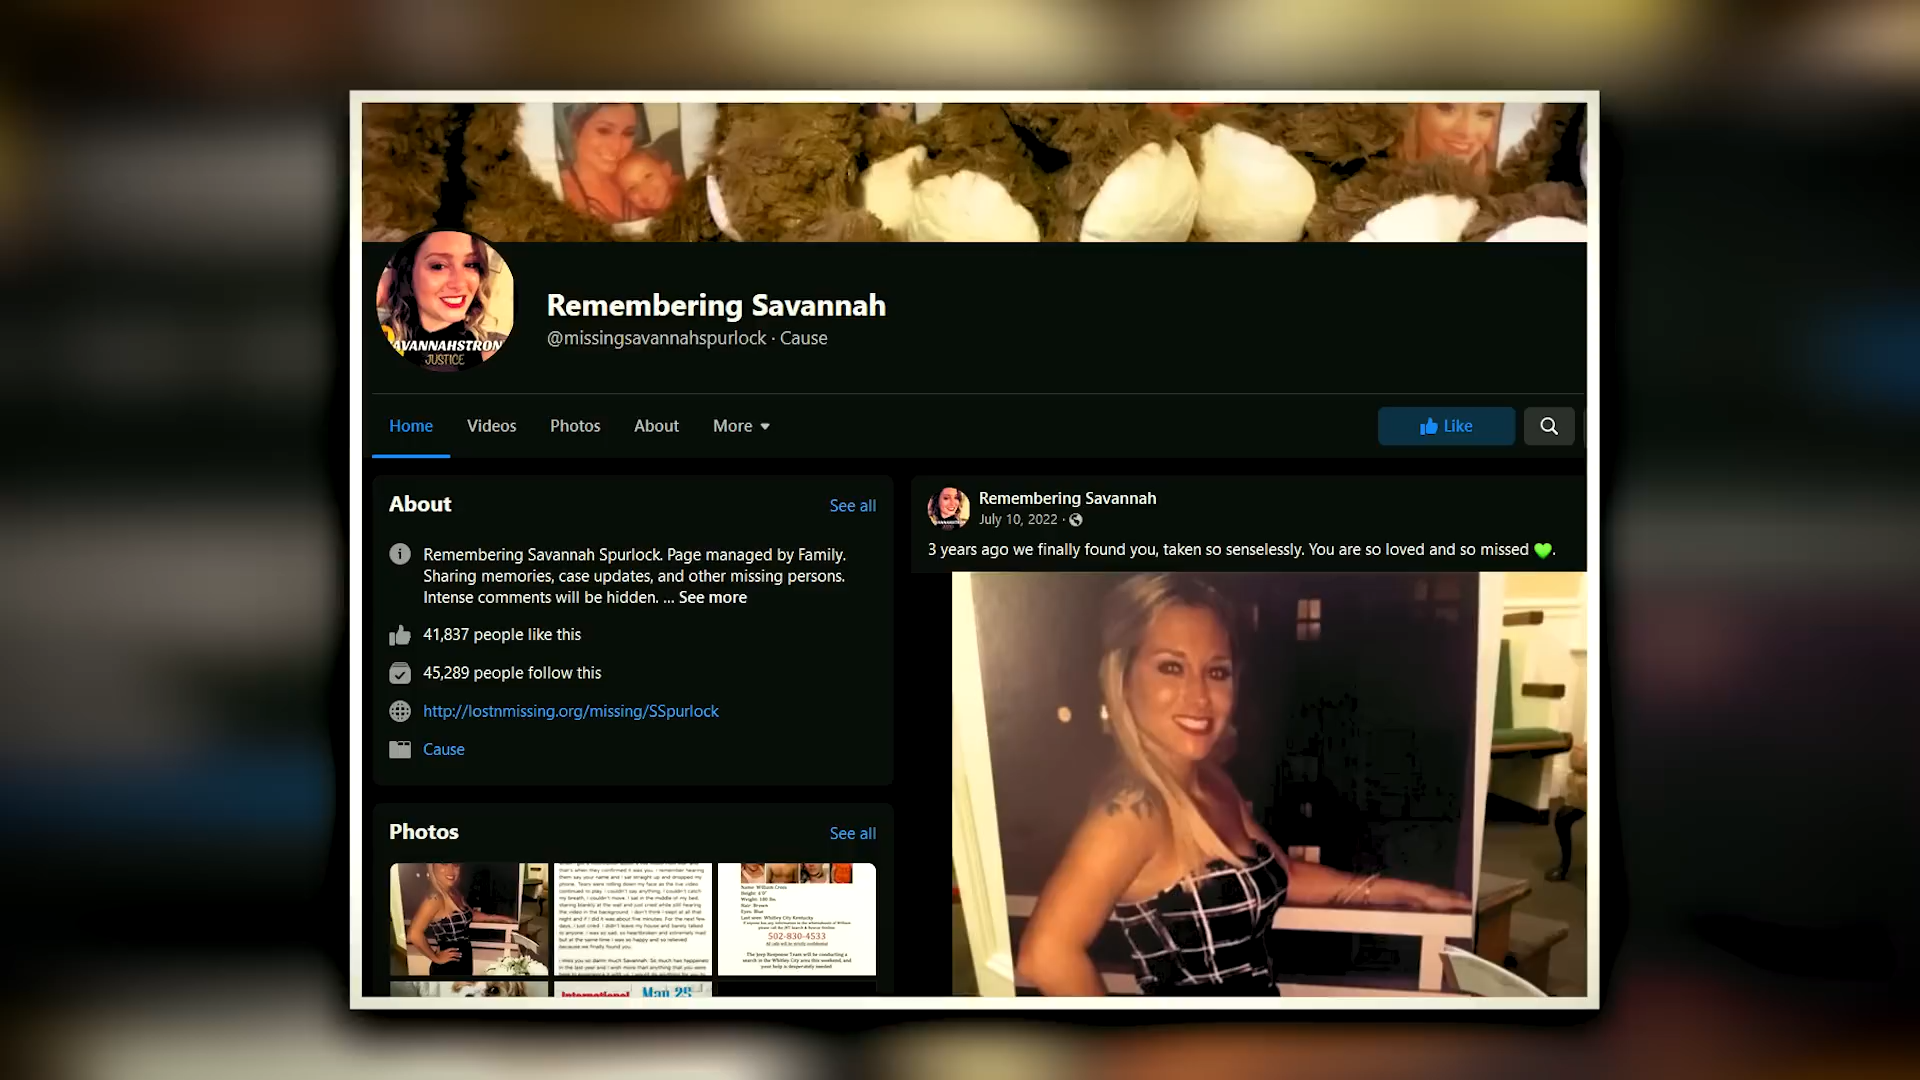 AVANNAHSTRON
JUSTICE
Remembering Savannah
@missingsavannahspurlock · Cause
Home Videos Photos About More
Like
About See all
Remembering Savannah Spurlock. Page managed by Family.
Sharing memories, case updates, and other missing persons.
Intense comments will be hidden. ... See more
41,837 people like this
45,289 people follow this
http://lostnmissing.org/missing/SSpurlock
Cause
Photos See all
502-830-4533
International May 25
Remembering Savannah
July 10, 2022 ·
3 years ago we finally found you, taken so senselessly. You are so loved and so missed 💚.